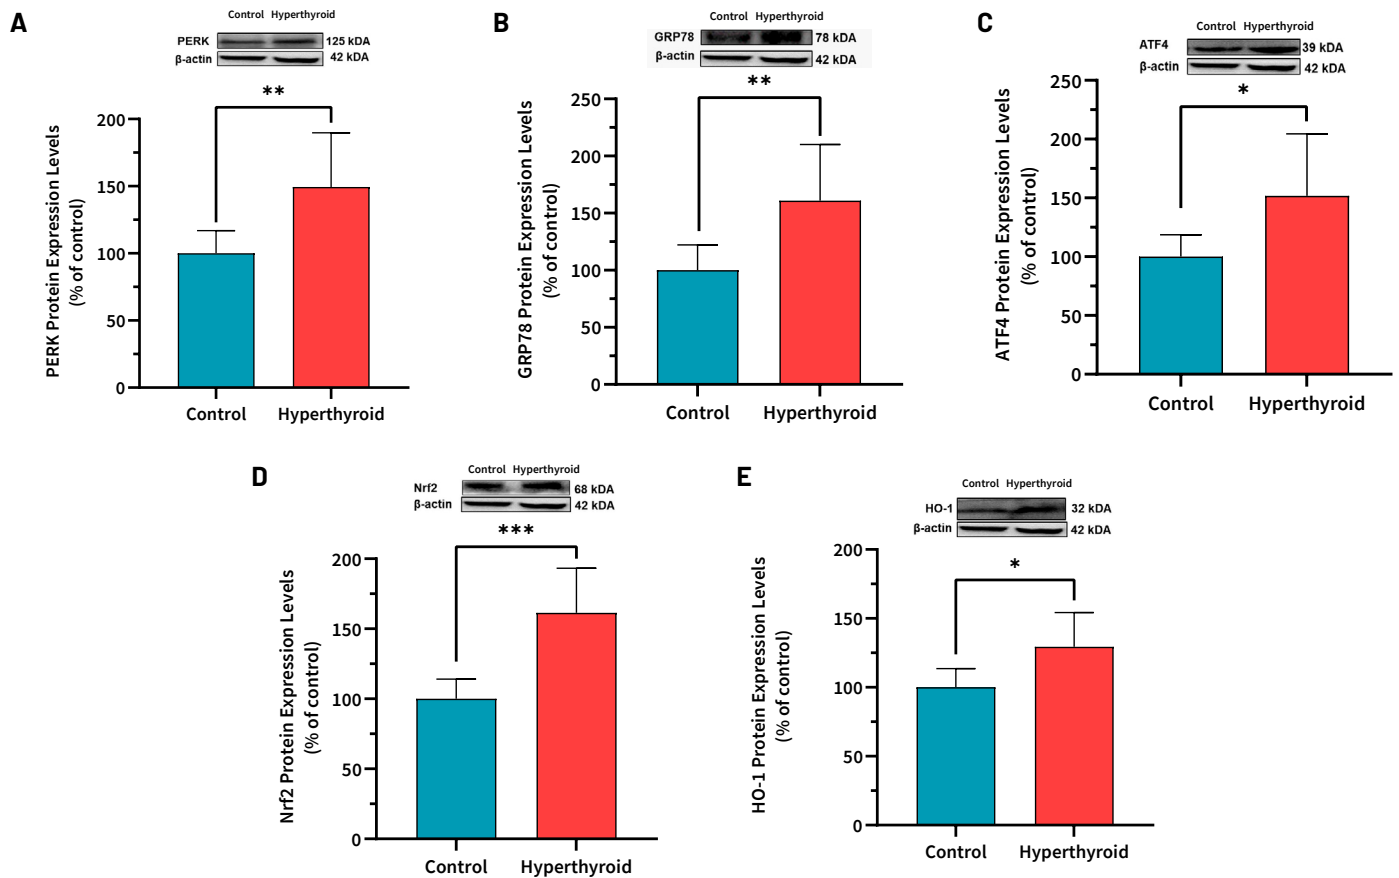 A
Control Hyperthyroid
PERK 125 kDA
β-actin 42 kDA
**
PERK Protein Expression Levels
(% of control)
200
150
100
50
0
Control Hyperthyroid
B
Control Hyperthyroid
GRP78 78 kDA
β-actin 42 kDA
**
GRP78 Protein Expression Levels
(% of control)
250
200
150
100
50
0
Control Hyperthyroid
C
Control Hyperthyroid
ATF4 39 kDA
β-actin 42 kDA
*
ATF4 Protein Expression Levels
(% of control)
250
200
150
100
50
0
Control Hyperthyroid
D
Control Hyperthyroid
Nrf2 68 kDA
β-actin 42 kDA
***
Nrf2 Protein Expression Levels
(% of control)
200
150
100
50
0
Control Hyperthyroid
E
Control Hyperthyroid
HO-1 32 kDA
β-actin 42 kDA
*
HO-1 Protein Expression Levels
(% of control)
200
150
100
50
0
Control Hyperthyroid